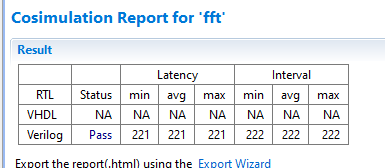 Cosimulation Report for 'fft'
Result
Latency Interval
RTL Status min avg max min avg max
VHDL NA NA NA NA NA NA NA
Verilog Pass 221 221 221 222 222 222
Export the report(.html) using the Export Wizard